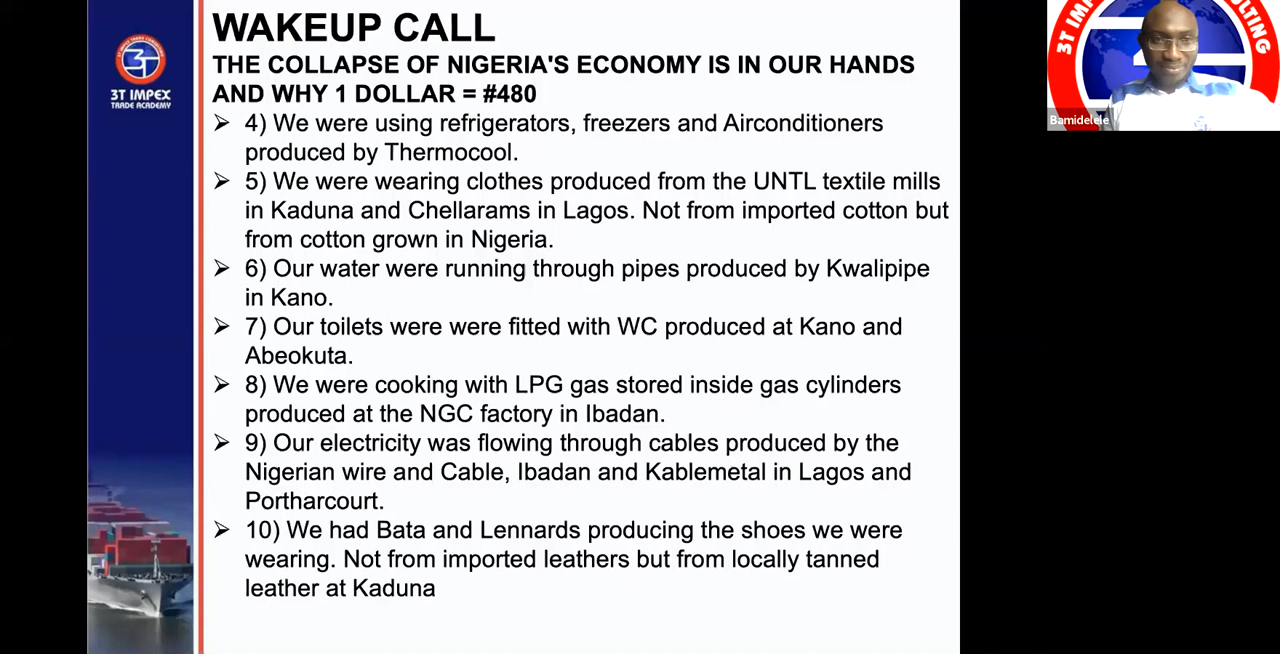 WAKEUP CALL
THE COLLAPSE OF NIGERIA'S ECONOMY IS IN OUR HANDS
AND WHY 1 DOLLAR = #480
➢ 4) We were using refrigerators, freezers and Airconditioners
produced by Thermocool.
➢ 5) We were wearing clothes produced from the UNTL textile mills
in Kaduna and Chellarams in Lagos. Not from imported cotton but
from cotton grown in Nigeria.
➢ 6) Our water were running through pipes produced by Kwalipipe
in Kano.
➢ 7) Our toilets were were fitted with WC produced at Kano and
Abeokuta.
➢ 8) We were cooking with LPG gas stored inside gas cylinders
produced at the NGC factory in Ibadan.
➢ 9) Our electricity was flowing through cables produced by the
Nigerian wire and Cable, Ibadan and Kablemetal in Lagos and
Portharcourt.
➢ 10) We had Bata and Lennards producing the shoes we were
wearing. Not from imported leathers but from locally tanned
leather at Kaduna
3T IMPEX
TRADE ACADEMY
3T IM
LTING
Bamidelele